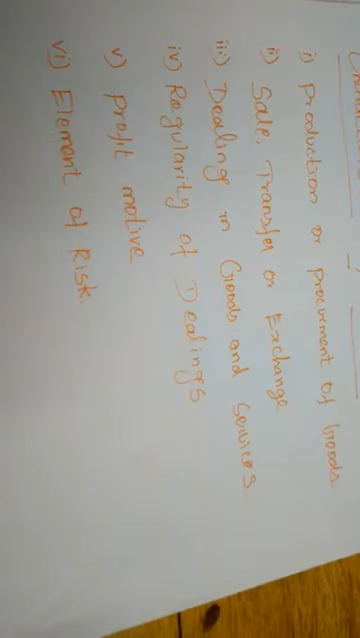 i) Production or Procurment of Goods.
ii) Sale, Transfer or Exchange
iii) Dealing in Goods and Services
iv) Regularity of Dealings
v) Profit motive
vi) Element of Risk.